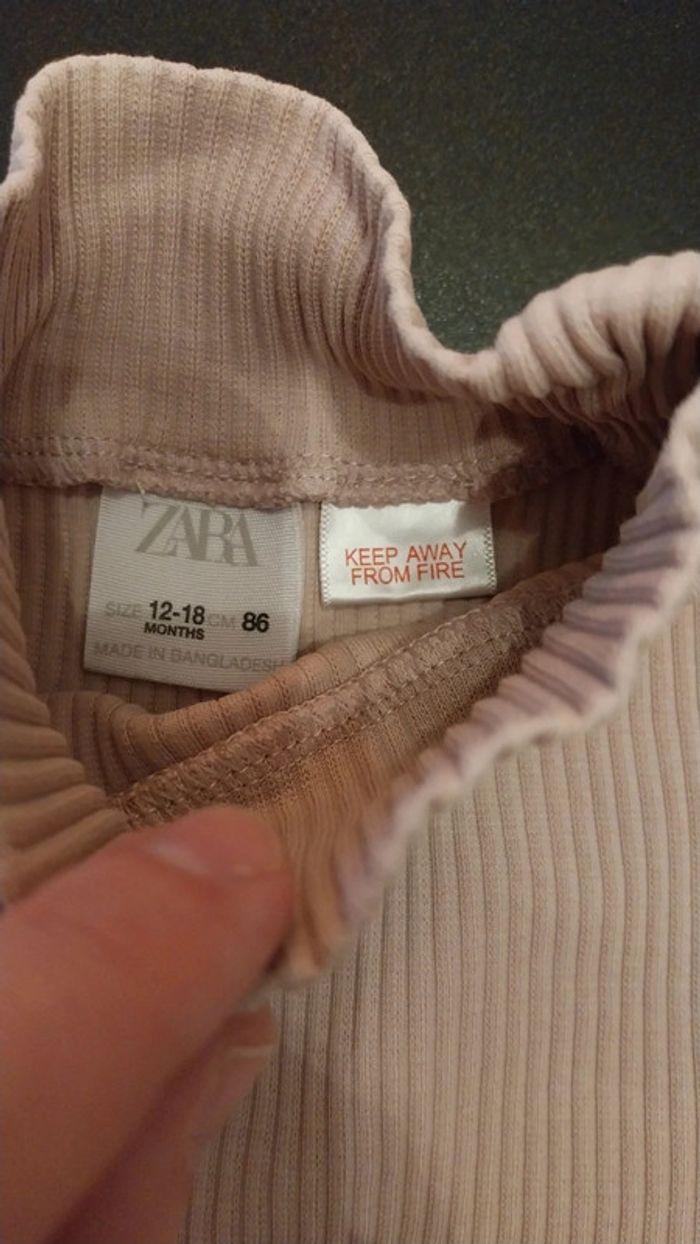 ZARA
SIZE 12-18 CM 86
MONTHS
MADE IN BANGLADESH
KEEP AWAY
FROM FIRE